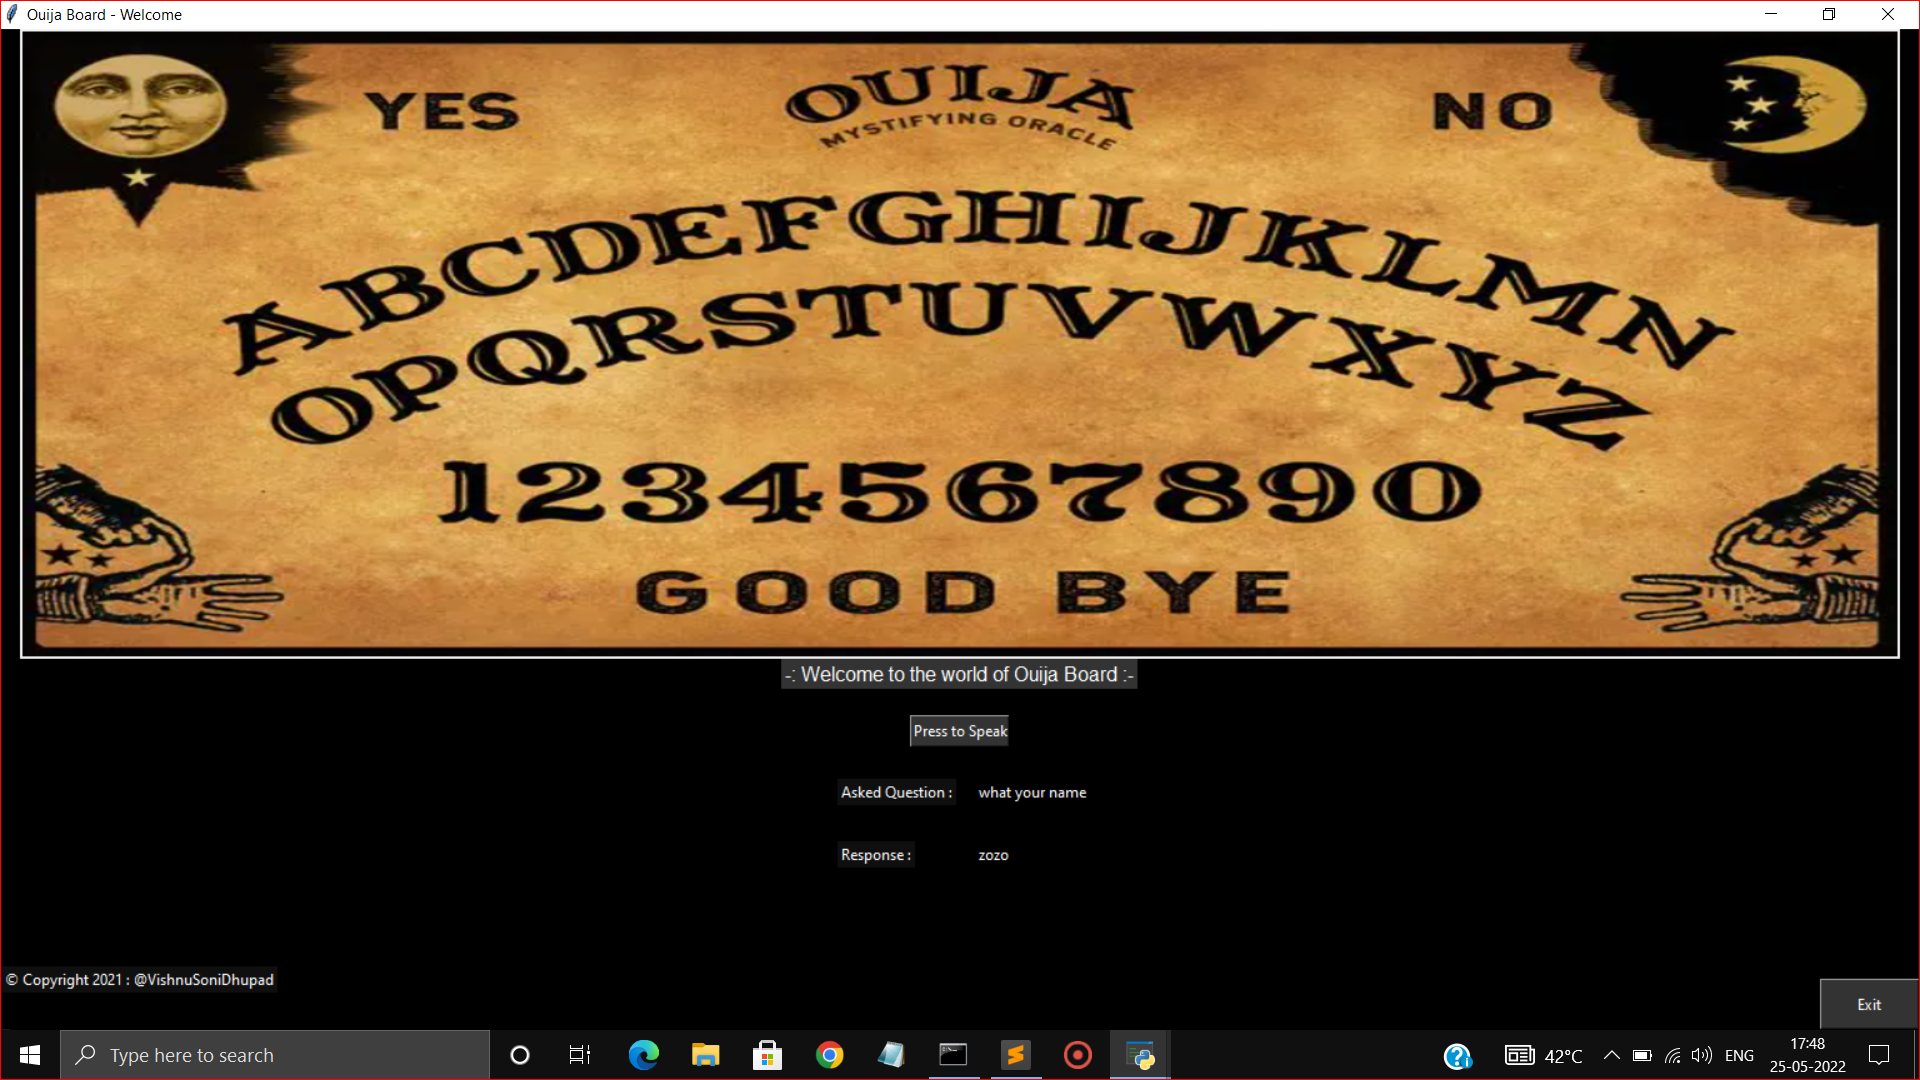 Ouija Board - Welcome
YES
OUIJA
NO
MYSTIFYING ORACLE
ABCDEFGHIJKLMN
OPQRSTUVWXYZ
1234567890
GOOD BYE
-: Welcome to the world of Ouija Board :-
Press to Speak
Asked Question : what your name
Response : zozo
© Copyright 2021 : @VishnuSoniDhupad
Exit
Type here to search
42°C
ENG
17:48
25-05-2022